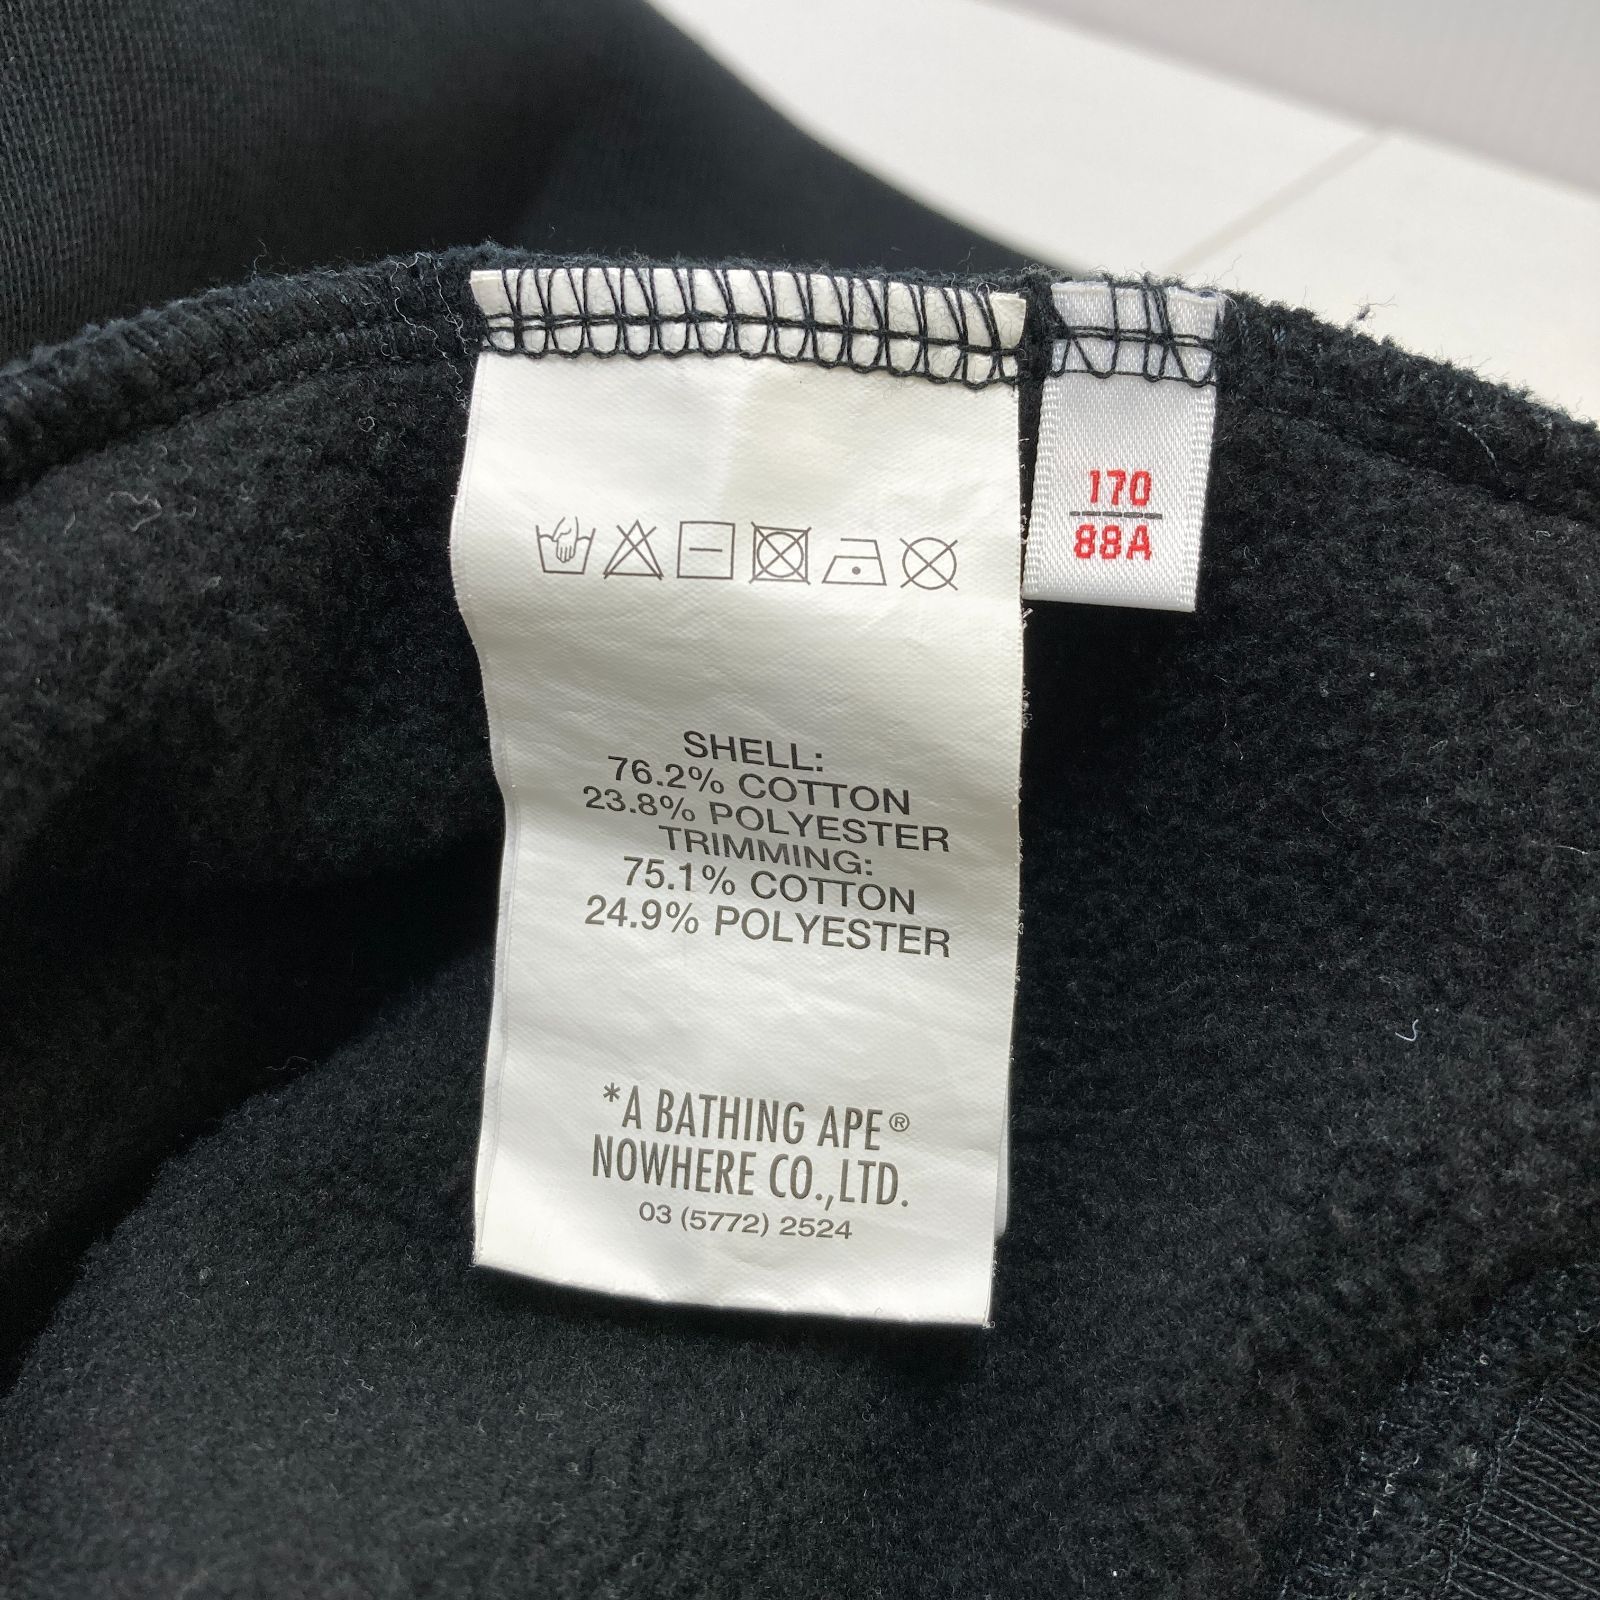 170
88A
SHELL:
76.2% COTTON
23.8% POLYESTER
TRIMMING:
75.1% COTTON
24.9% POLYESTER
*A BATHING APE®
NOWHERE CO.,LTD.
03 (5772) 2524